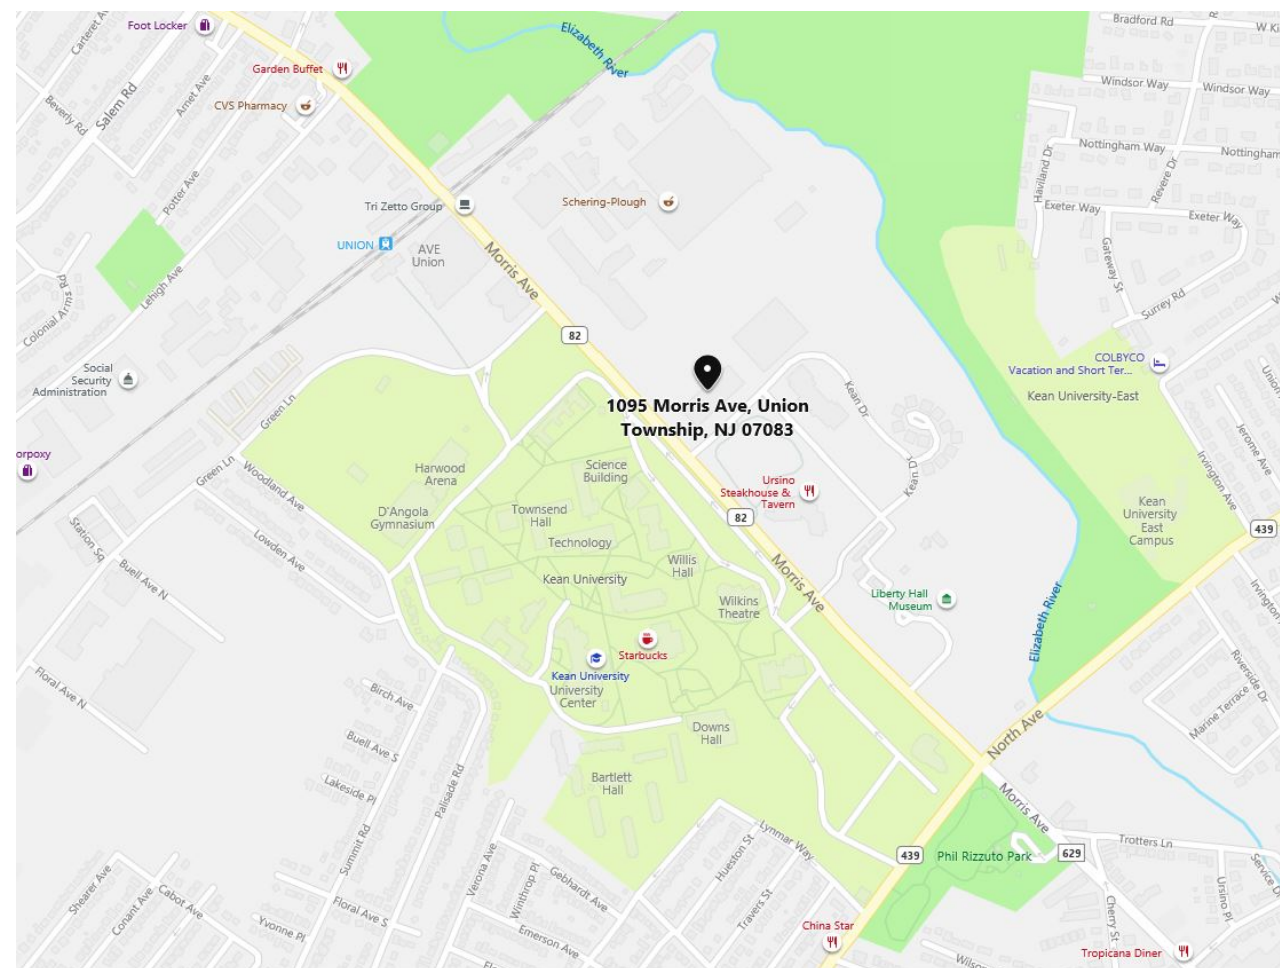 Foot Locker
Carteret Ave
Elizabeth River
Bradford Rd
W Ki
Garden Buffet
Salem Rd
Arnet Ave
Beverly Rd
CVS Pharmacy
Windsor Way
Windsor Way
Nottingham Way
Nottingham
Haviland Dr
Revere Dr
Potter Ave
Tri Zetto Group
Schering-Plough
Exeter Way
Exeter Way
UNION
AVE
Union
Morris Ave
Gateway St
Lehigh Ave
Colonial Arms Rd
Surrey Rd
82
Social
Security
Administration
COLBYCO
Vacation and Short Ter...
Kean University-East
Union
1095 Morris Ave, Union
Township, NJ 07083
Kean Dr
Green Ln
Jerome Ave
orpoxy
Green Ln
Woodland Ave
Harwood
Arena
Science
Building
Kean Dr
Irvington Ave
Ursino
Steakhouse &
Tavern
D'Angola
Gymnasium
Townsend
Hall
82
Kean
University
East
Campus
439
Station Sq
Lowden Ave
Technology
Willis
Hall
Morris Ave
Buell Ave N
Kean University
Wilkins
Theatre
Liberty Hall
Museum
Elizabeth River
Irvington
Starbucks
Kean University
University
Center
Floral Ave N
Birch Ave
Riverside Dr
Marine Terrace
Downs
Hall
North Ave
Buell Ave S
Bartlett
Hall
Lakeside Pl
Palisade Rd
Morris Ave
Summit Rd
Lynmar Way
Hueston St
439
Phil Rizzuto Park
629
Trotters Ln
Service D
Verona Ave
Winthrop Pl
Gebhardt Ave
Shearer Ave
Conant Ave
Cabot Ave
Floral Ave S
Travers St
Ursino Pl
Cherry St
Yvonne Pl
Emerson Ave
China Star
Tropicana Diner
Wilso